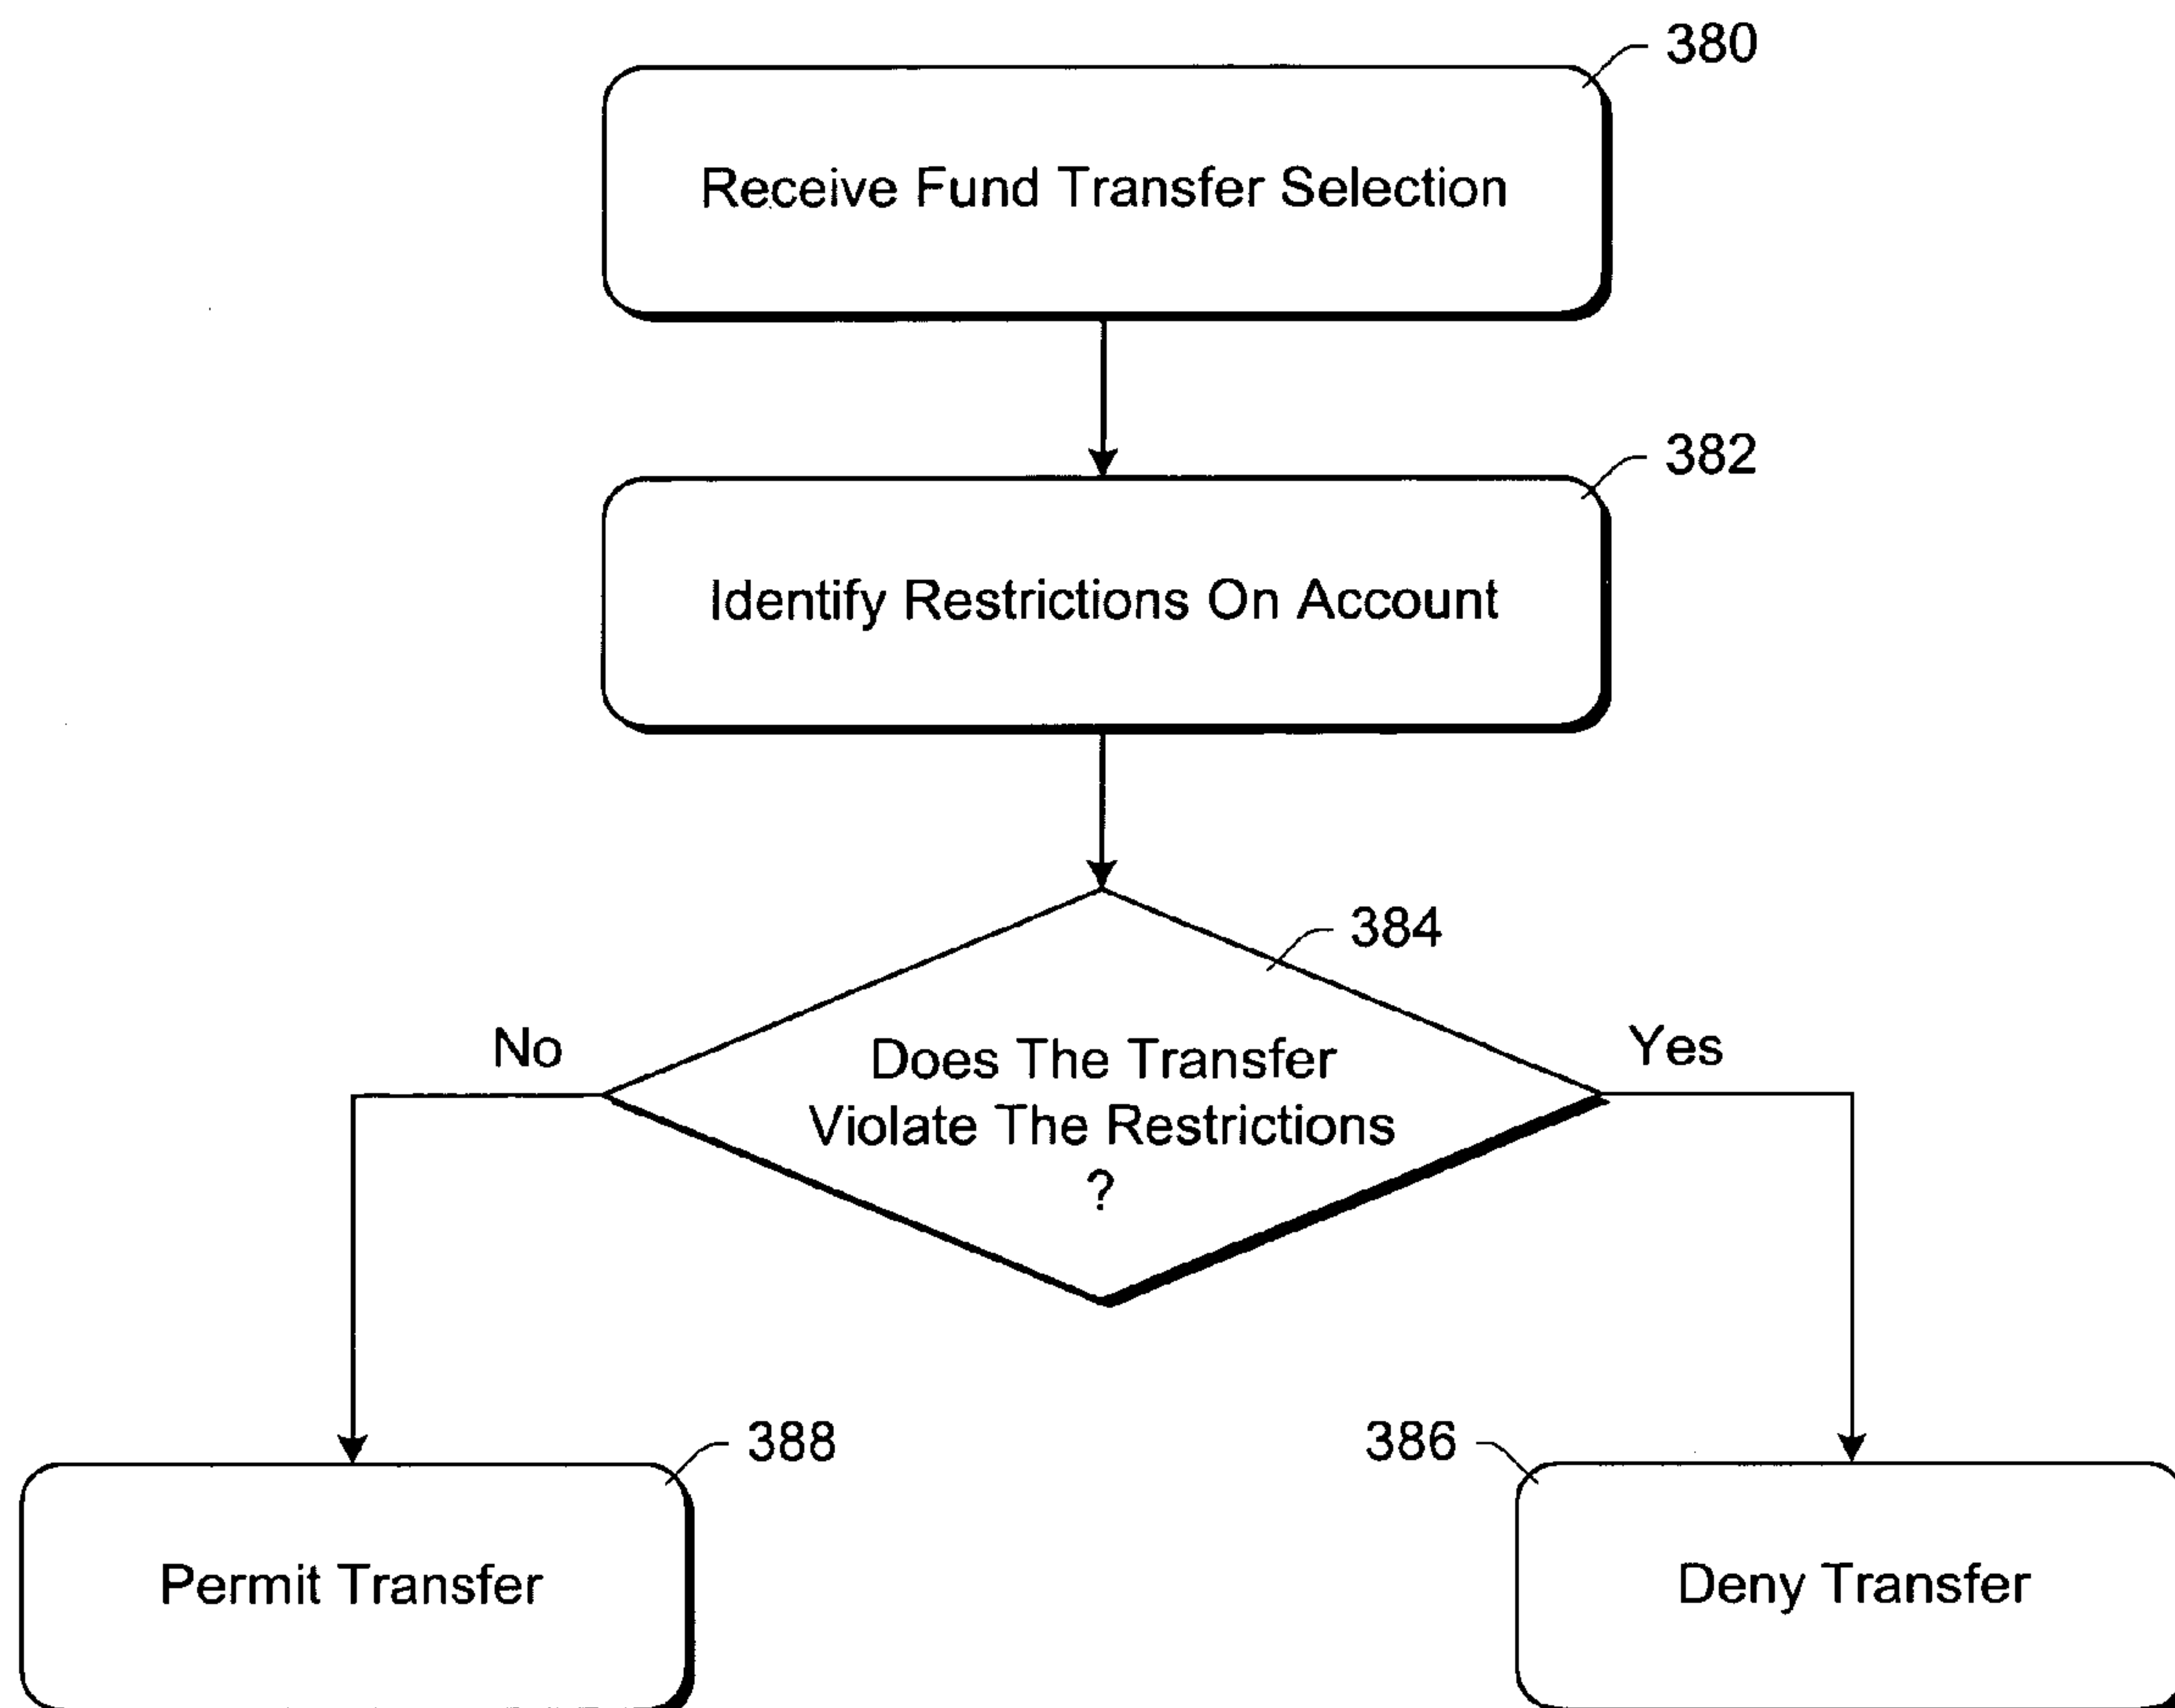 380
Receive Fund Transfer Selection
382
Identify Restrictions On Account
384
No
Yes
Does The Transfer
Violate The Restrictions
?
388
386
Permit Transfer
Deny Transfer